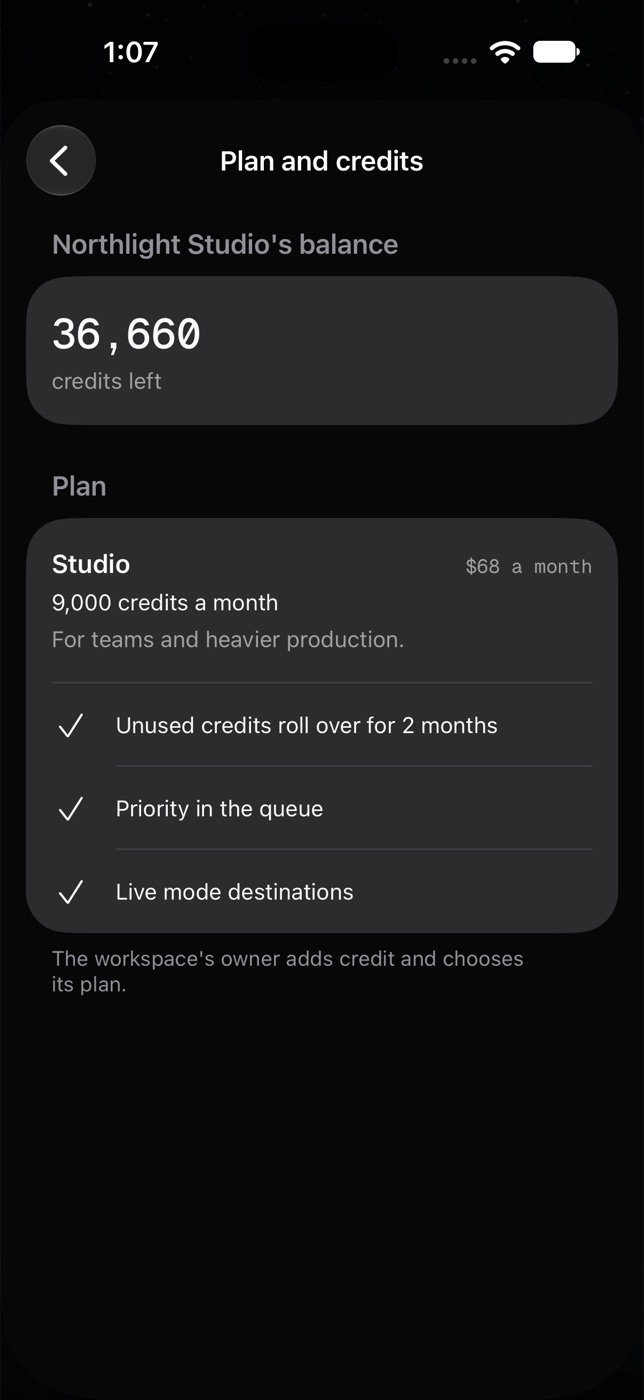 1:07
Plan and credits
Northlight Studio's balance
36,660
credits left
Plan
Studio
$68 a month
9,000 credits a month
For teams and heavier production.
Unused credits roll over for 2 months
Priority in the queue
Live mode destinations
The workspace's owner adds credit and chooses
its plan.